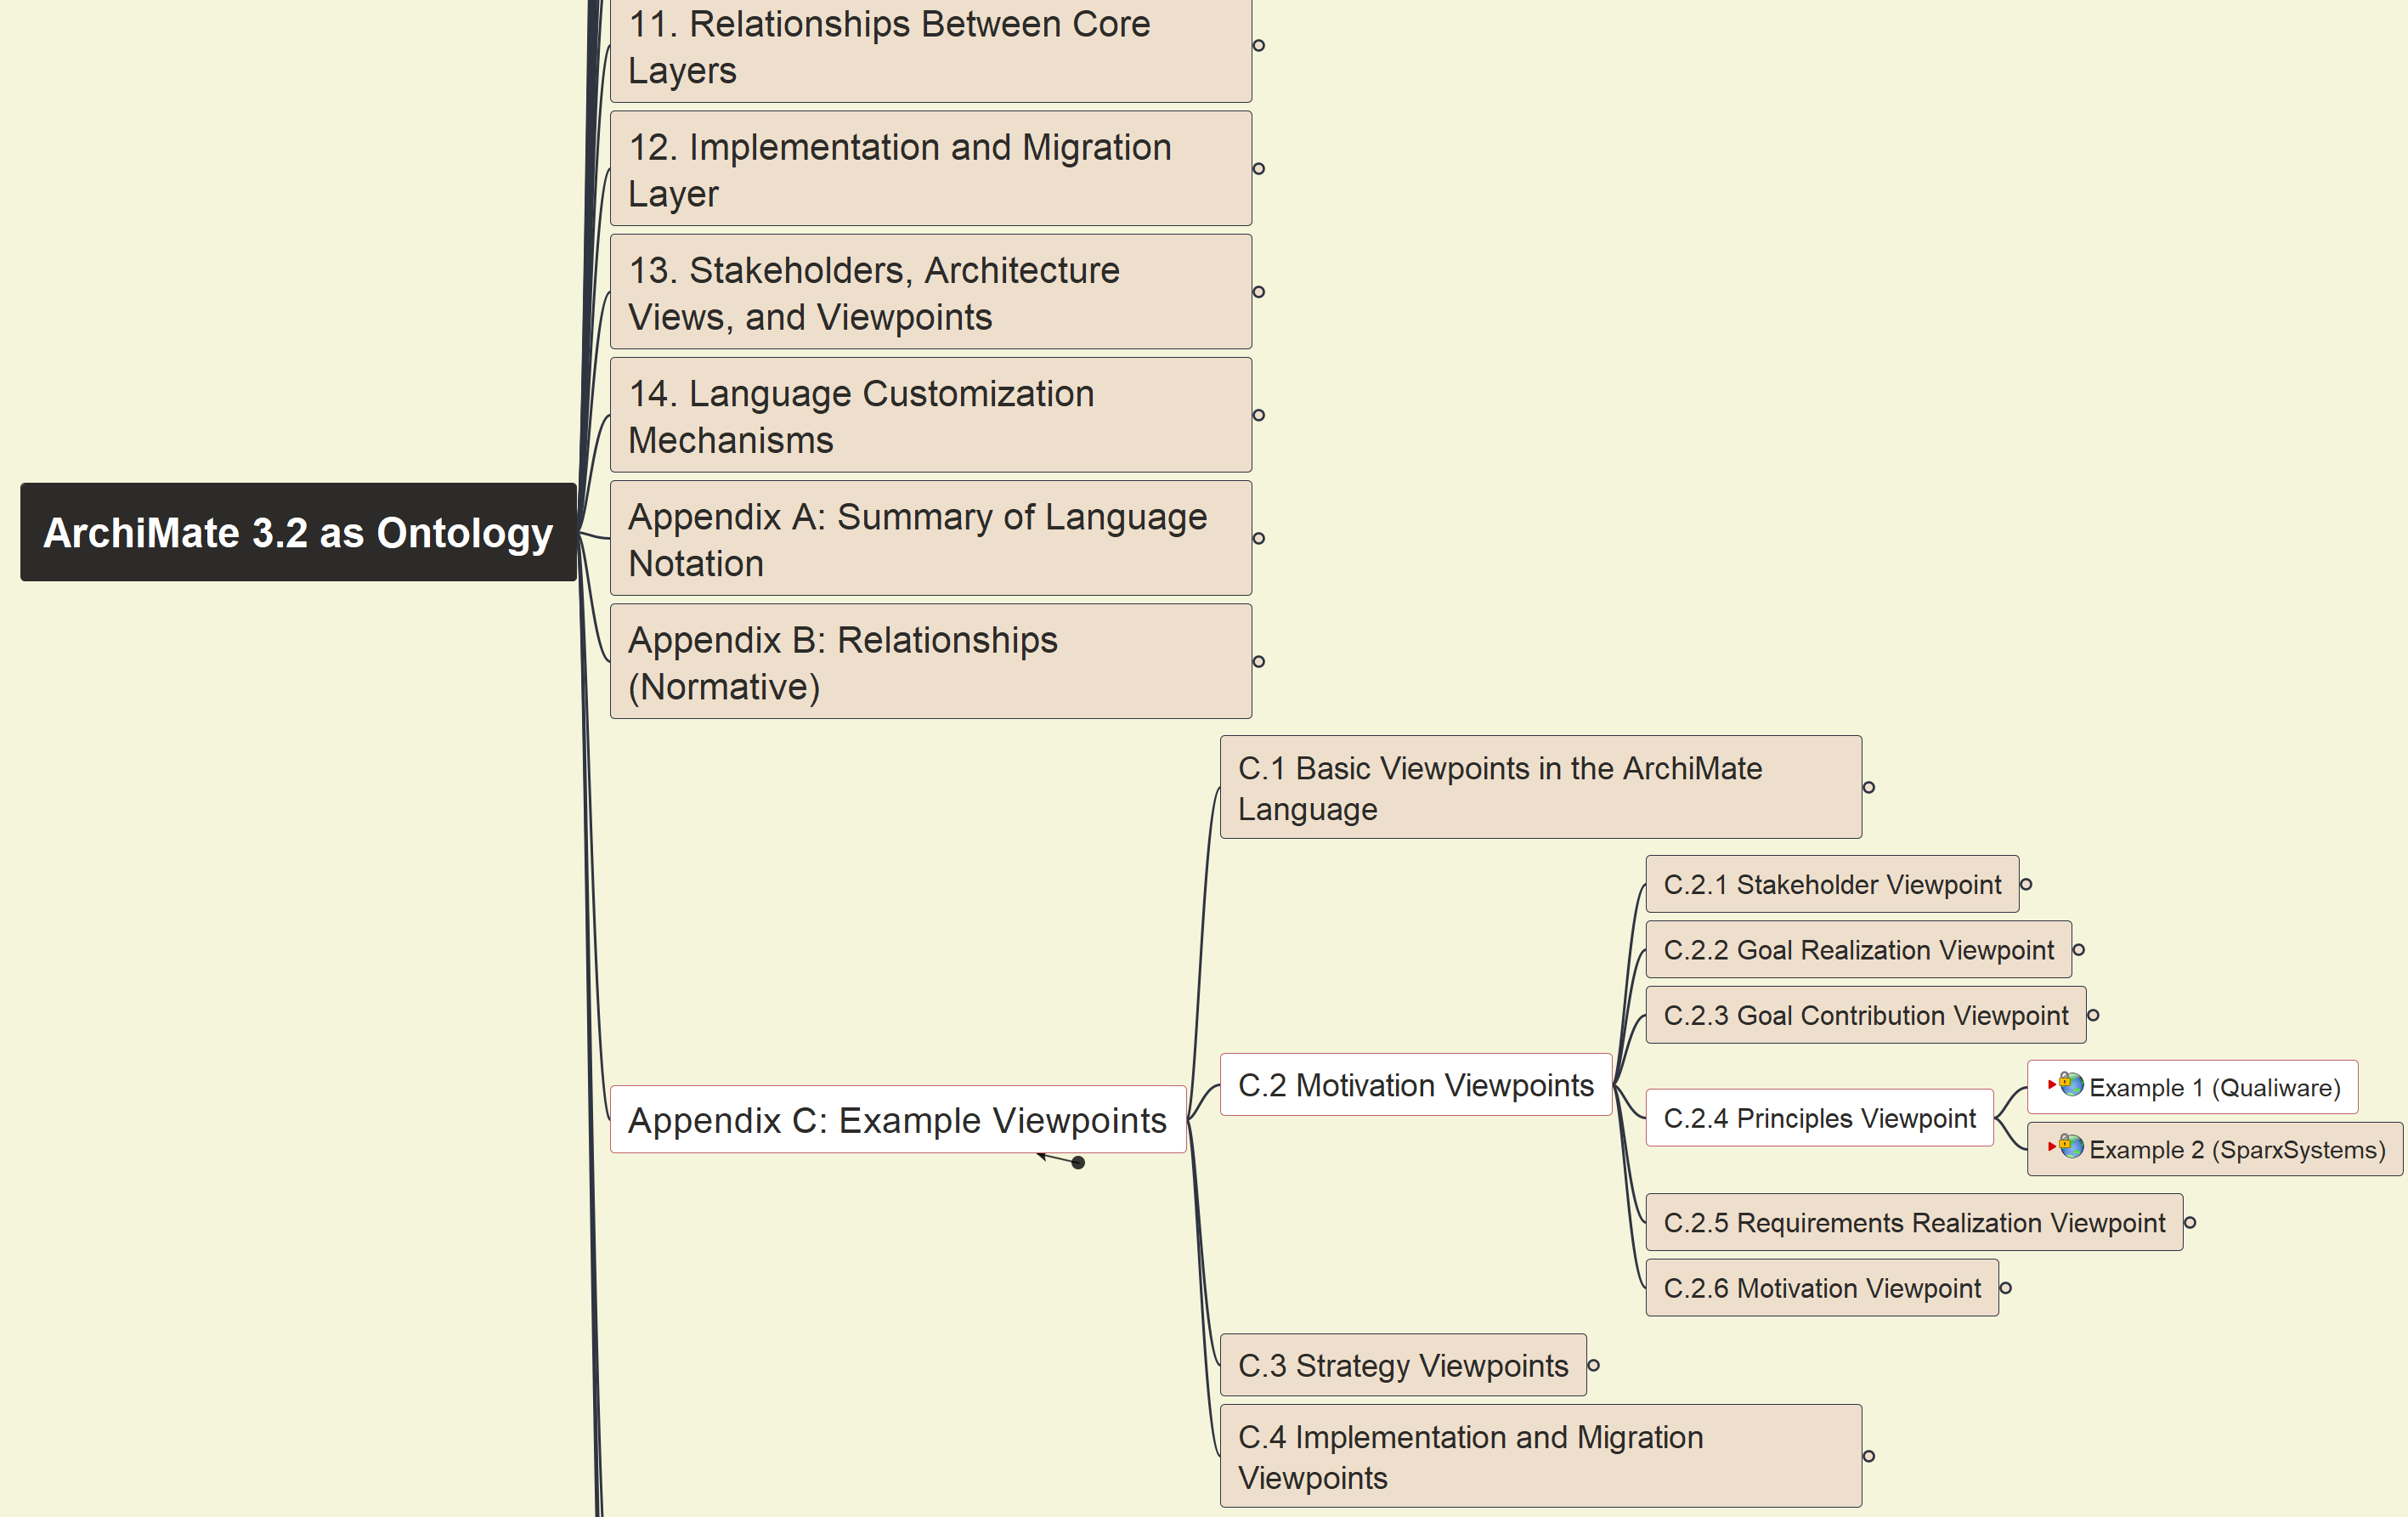 11. Relationships Between Core
Layers
12. Implementation and Migration
Layer
13. Stakeholders, Architecture
Views, and Viewpoints
14. Language Customization
Mechanisms
ArchiMate 3.2 as Ontology
Appendix A: Summary of Language
Notation
Appendix B: Relationships
(Normative)
Appendix C: Example Viewpoints
C.1 Basic Viewpoints in the ArchiMate
Language
C.2 Motivation Viewpoints
C.2.1 Stakeholder Viewpoint
C.2.2 Goal Realization Viewpoint
C.2.3 Goal Contribution Viewpoint
C.2.4 Principles Viewpoint
Example 1 (Qualiware)
Example 2 (SparxSystems)
C.2.5 Requirements Realization Viewpoint
C.2.6 Motivation Viewpoint
C.3 Strategy Viewpoints
C.4 Implementation and Migration
Viewpoints